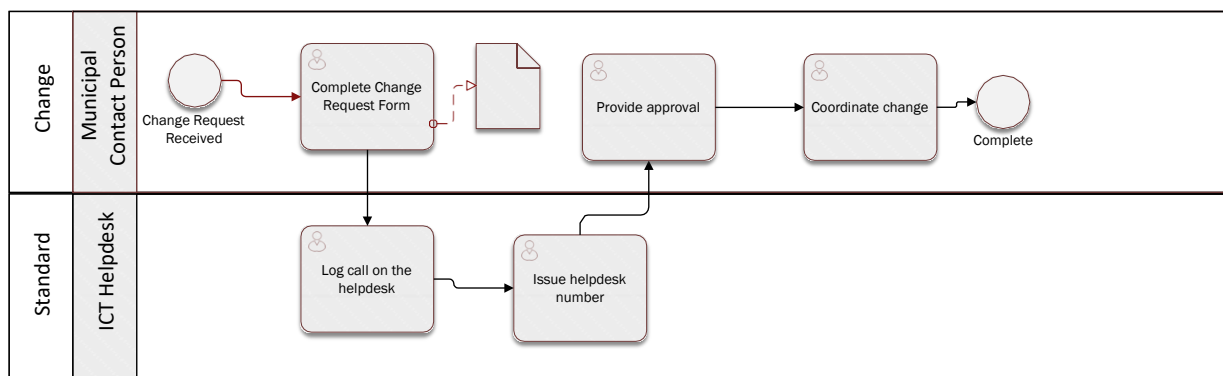 Change
Municipal
Contact Person
Change Request
Received
Complete Change
Request Form
Provide approval
Coordinate change
Complete
Standard
ICT Helpdesk
Log call on the
helpdesk
Issue helpdesk
number